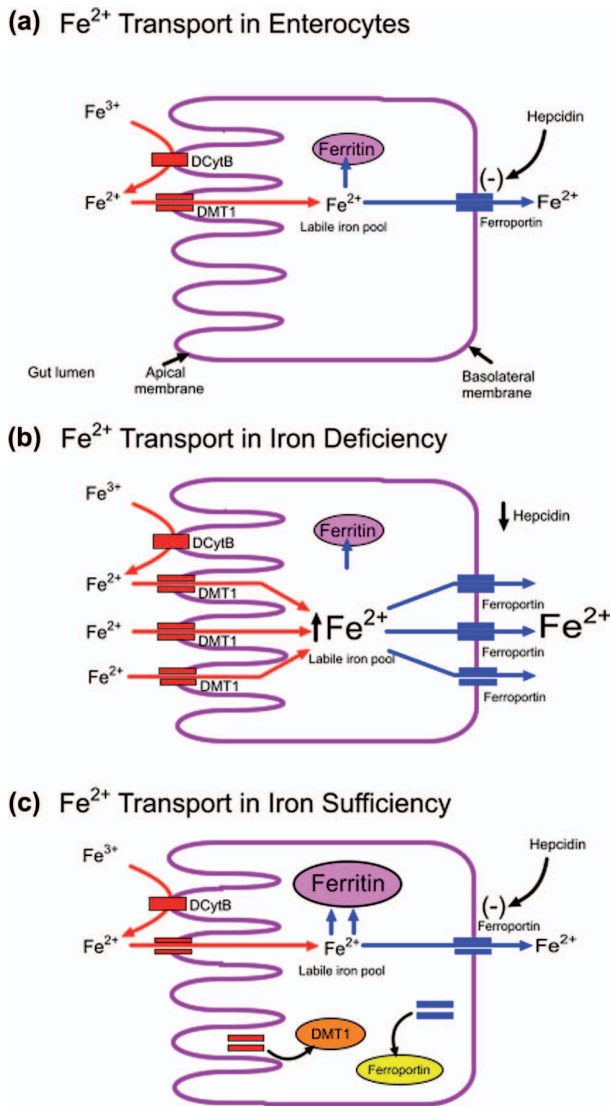 (a) Fe²⁺ Transport in Enterocytes
Fe³⁺
Hepcidin
DCytB
Ferritin
(-)
Fe²⁺
DMT1
Fe²⁺
Labile iron pool
Ferroportin
Fe²⁺
Gut lumen
Apical
membrane
Basolateral
membrane
(b) Fe²⁺ Transport in Iron Deficiency
Fe³⁺
Hepcidin
DCytB
Ferritin
Fe²⁺
DMT1
Ferroportin
Fe²⁺
DMT1
Fe²⁺
Labile iron pool
Ferroportin
Fe²⁺
Fe²⁺
DMT1
Ferroportin
(c) Fe²⁺ Transport in Iron Sufficiency
Fe³⁺
Hepcidin
DCytB
Ferritin
(-)
Ferroportin
Fe²⁺
Fe²⁺
Labile iron pool
Fe²⁺
DMT1
Ferroportin